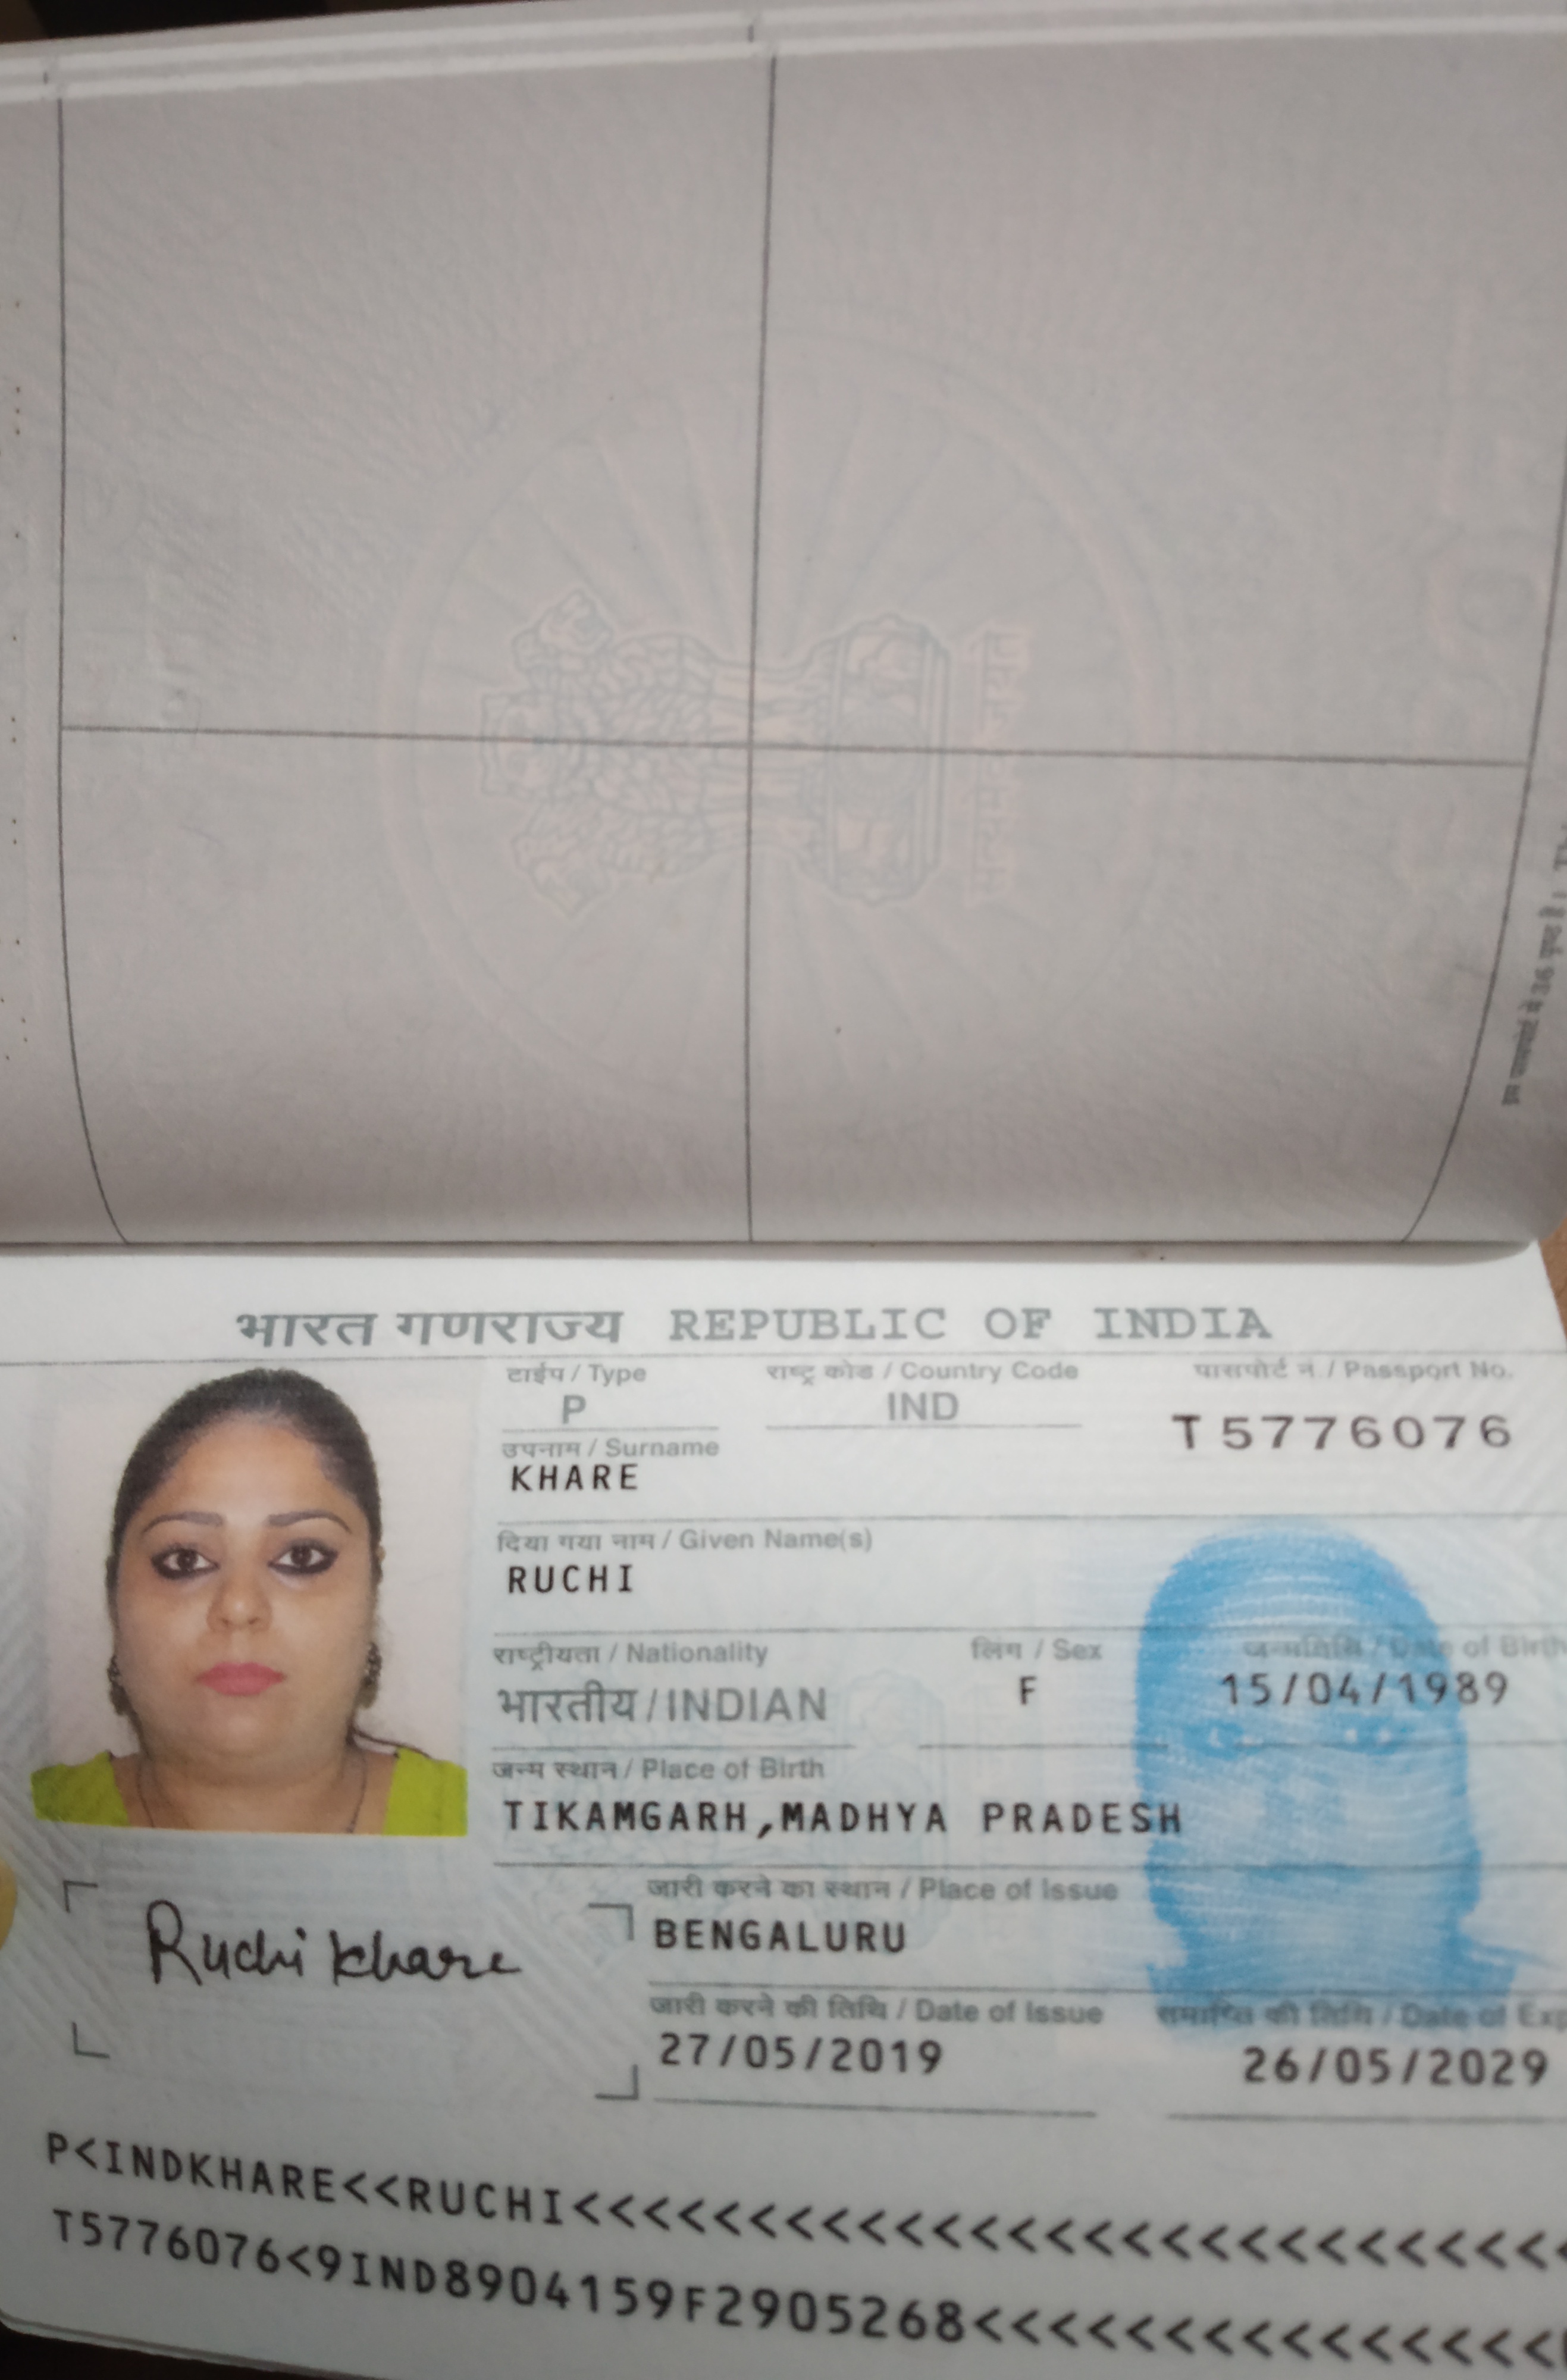 भारत गणराज्य REPUBLIC OF INDIA
टाईप / Type राष्ट्र कोड / Country Code पासपोर्ट नं / Passport No.
P IND T5776076
उपनाम / Surname
KHARE
दिया गया नाम / Given Name(s)
RUCHI
राष्ट्रीयता / Nationality लिंग / Sex जन्मतिथि / Date of Birth
भारतीय / INDIAN F 15/04/1989
जन्म स्थान / Place of Birth
TIKAMGARH,MADHYA PRADESH
जारी करने का स्थान / Place of Issue
BENGALURU
Ruchi khare
जारी करने की तिथि / Date of Issue समाप्ति की तिथि / Date of Exp
27/05/2019 26/05/2029
P<INDKHARE<<RUCHI<<<<<<<<<<<<<<<<<<<<<<<<<<<
T5776076<9IND8904159F2905268<<<<<<<<<<<<<<